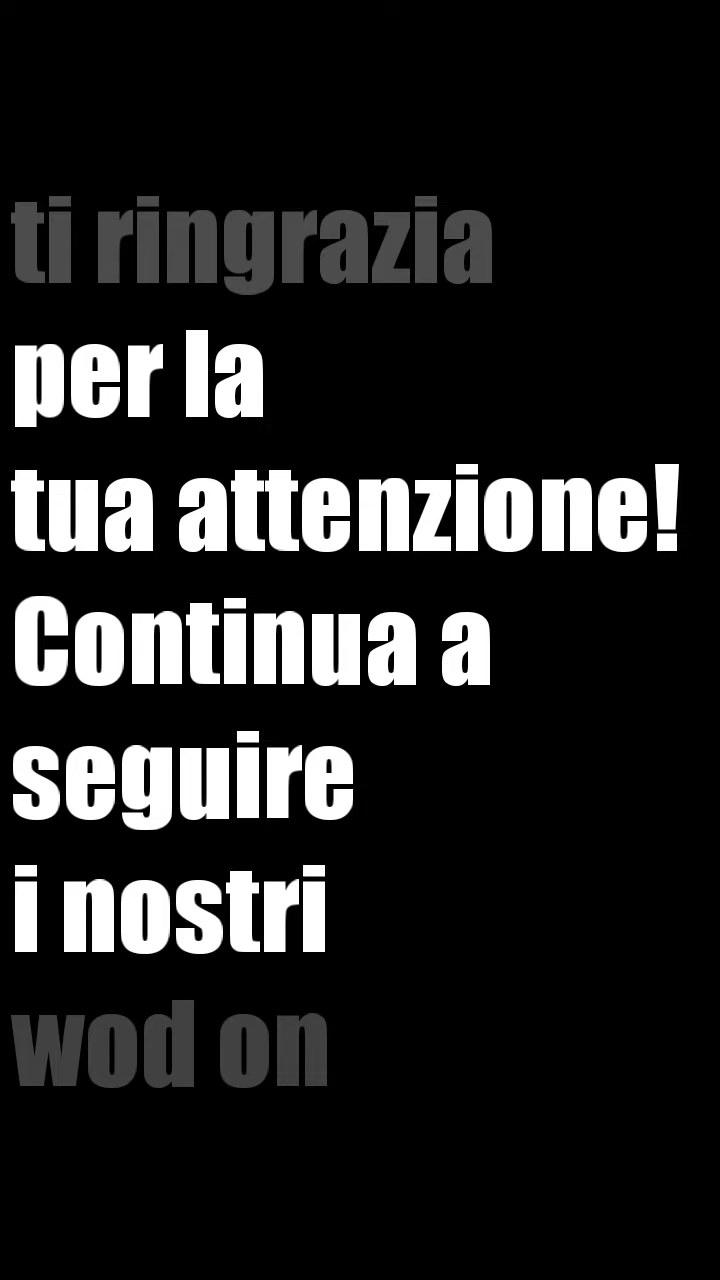 ti ringrazia
per la
tua attenzione!
Continua a
seguire
i nostri
wod on